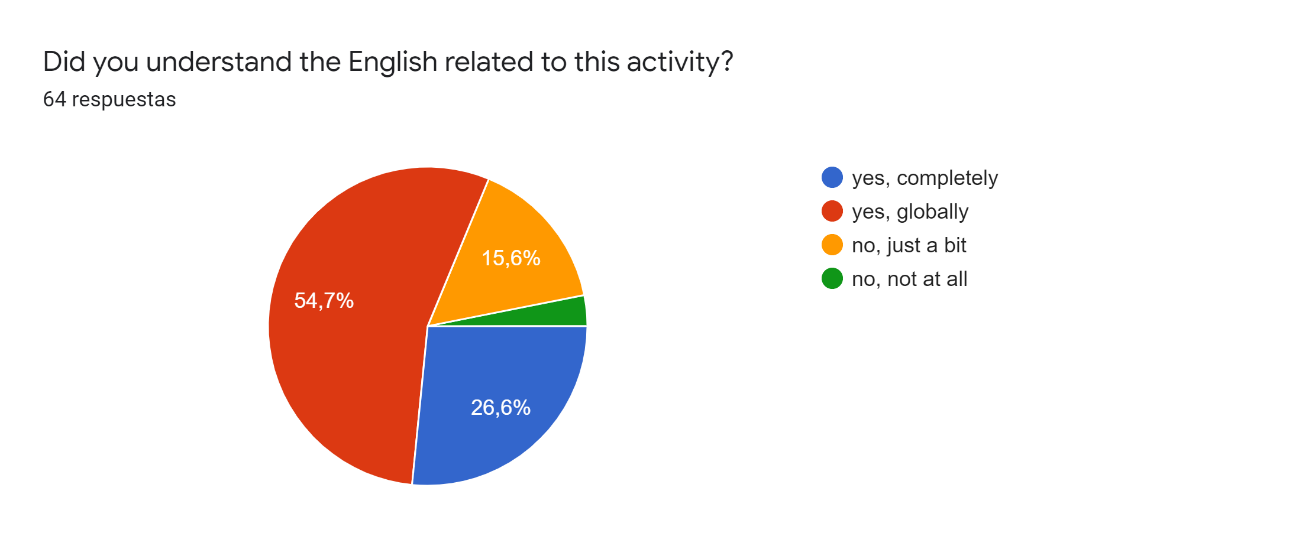 Did you understand the English related to this activity?
64 respuestas
yes, completely
yes, globally
no, just a bit
no, not at all
54,7%
15,6%
26,6%